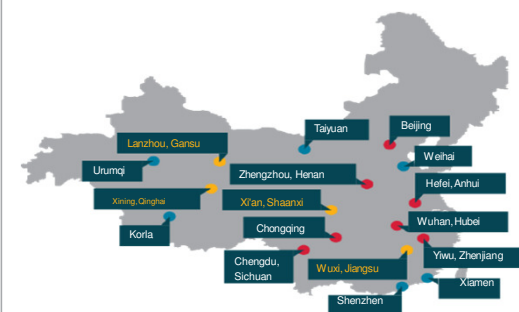 Taiyuan
Beijing
Lanzhou, Gansu
Weihai
Urumqi
Zhengzhou, Henan
Hefei, Anhui
Xining, Qinghai
Xi'an, Shaanxi
Wuhan, Hubei
Korla
Chongqing
Chengdu,
Sichuan
Yiwu, Zhenjiang
Wuxi, Jiangsu
Xiamen
Shenzhen